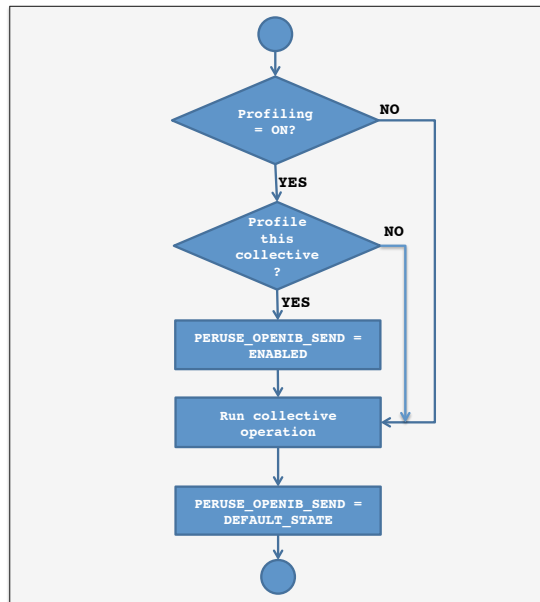 Profiling
= ON?
NO
YES
Profile
this
collective
?
NO
YES
PERUSE_OPENIB_SEND =
ENABLED
Run collective
operation
PERUSE_OPENIB_SEND =
DEFAULT_STATE